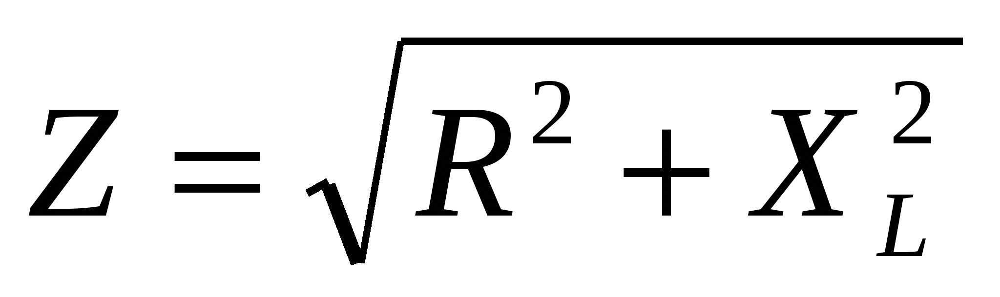 Z = √(R² + X_L²)